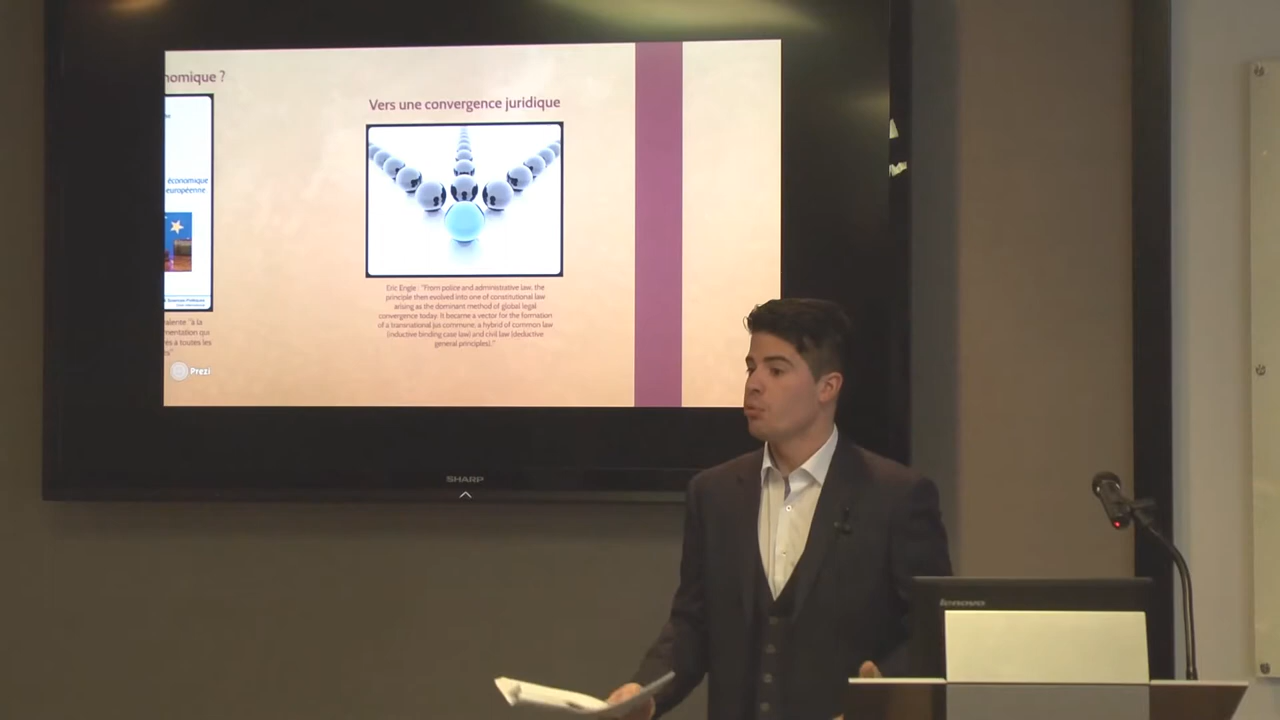 nomique ?
économique
européenne
valente "à la
mentation qui
es à toutes les
Prezi
Vers une convergence juridique
Eric Engle : "From police and administrative law, the
principle then evolved into one of constitutional law
arising as the dominant method of global legal
convergence today. It became a vector for the formation
of a transnational jus commune, a hybrid of common law
(inductive binding case law) and civil law (deductive
general principles)."
SHARP
lenovo